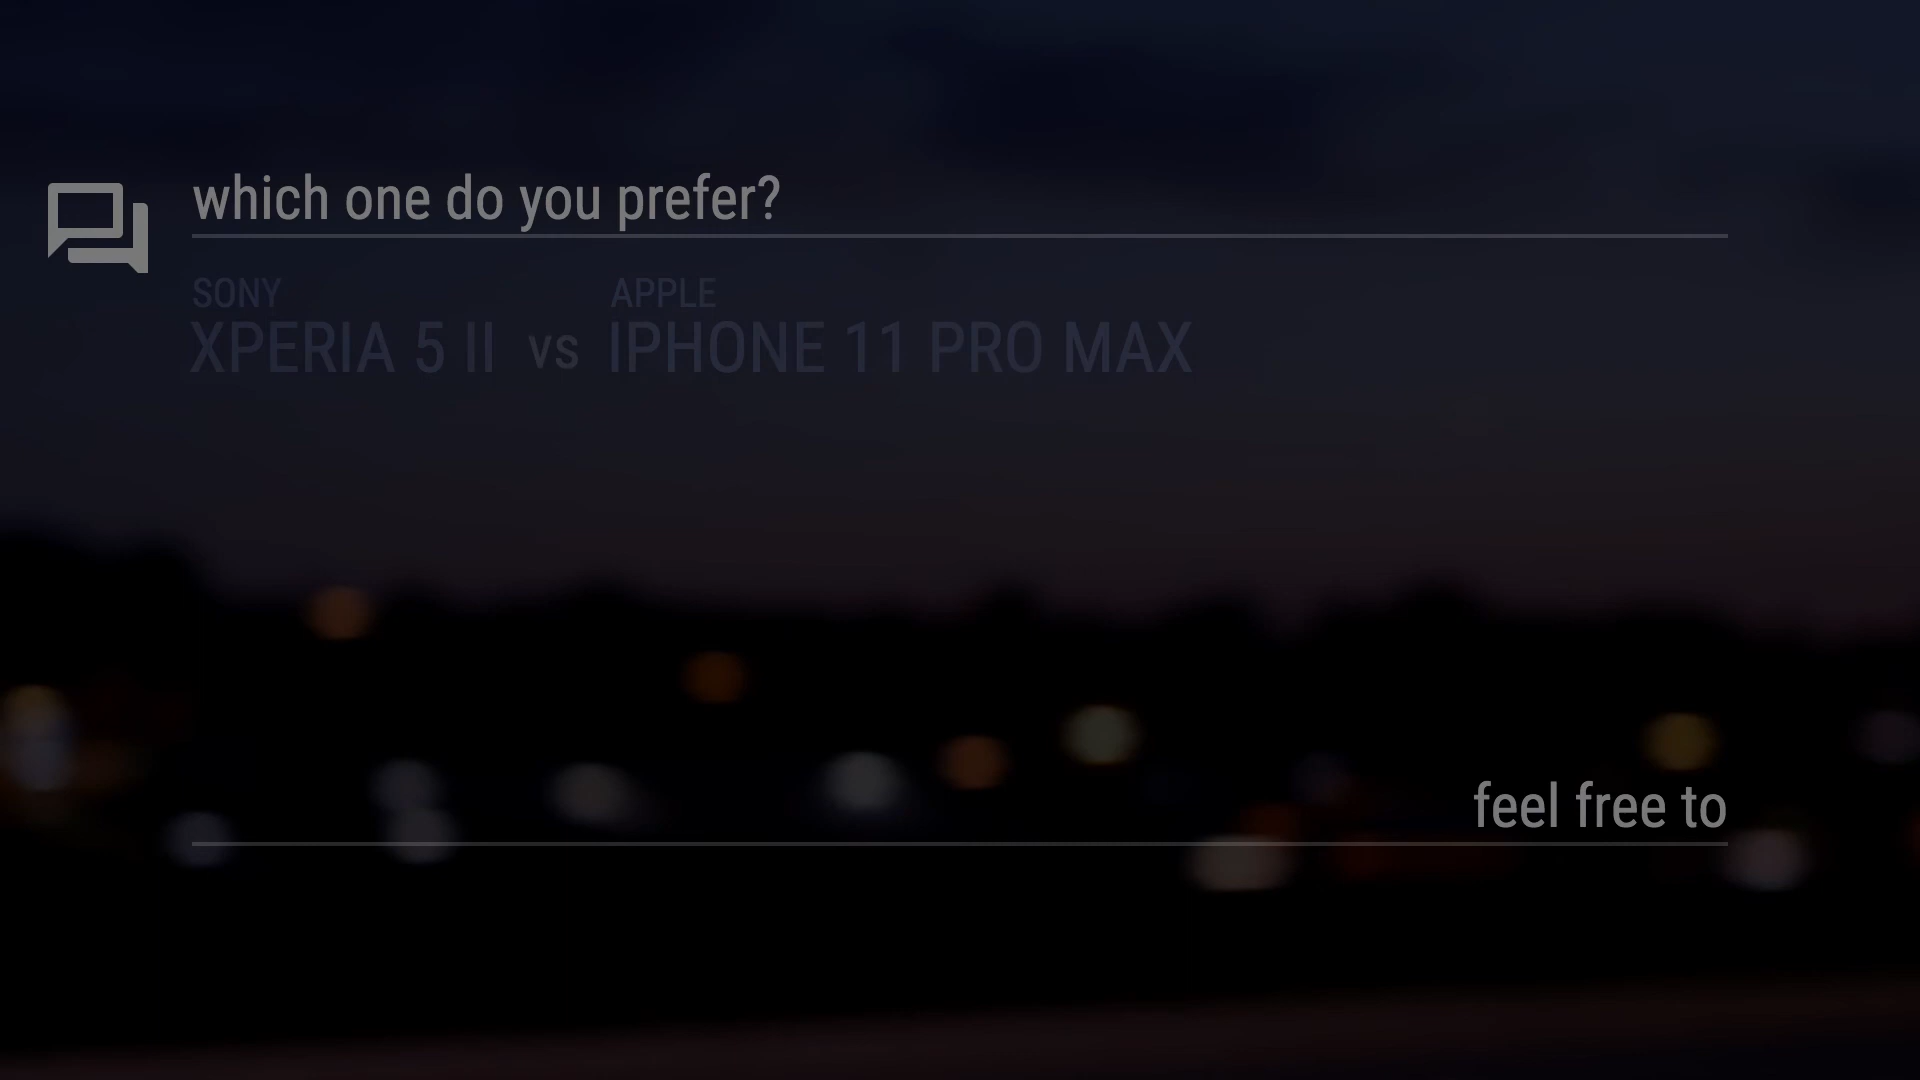 which one do you prefer?
SONY APPLE
XPERIA 5 II vs IPHONE 11 PRO MAX
feel free to